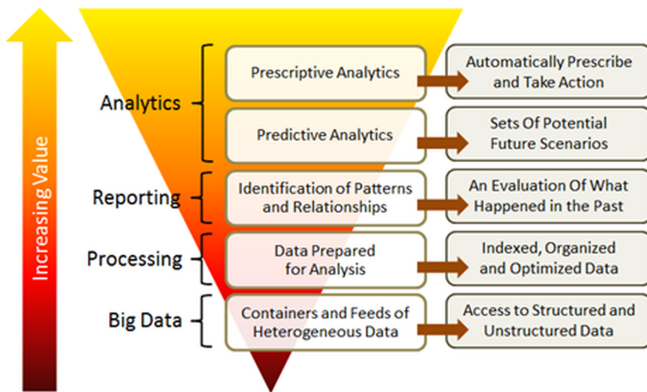 Increasing Value
Analytics
Prescriptive Analytics
Automatically Prescribe
and Take Action
Predictive Analytics
Sets Of Potential
Future Scenarios
Reporting
Identification of Patterns
and Relationships
An Evaluation Of What
Happened in the Past
Processing
Data Prepared
for Analysis
Indexed, Organized
and Optimized Data
Big Data
Containers and Feeds of
Heterogeneous Data
Access to Structured and
Unstructured Data